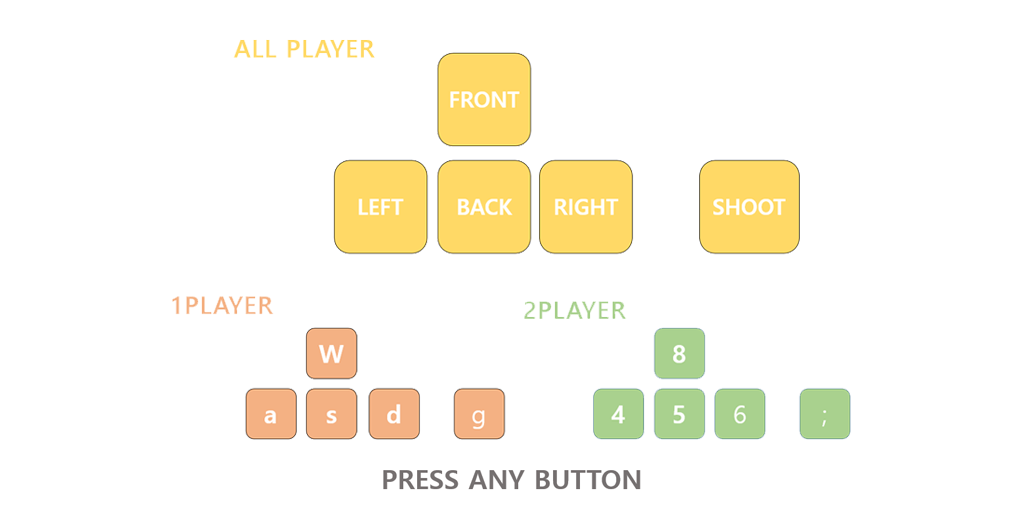 ALL PLAYER
FRONT
LEFT BACK RIGHT SHOOT
1PLAYER
W
a s d g
2PLAYER
8
4 5 6 ;
PRESS ANY BUTTON